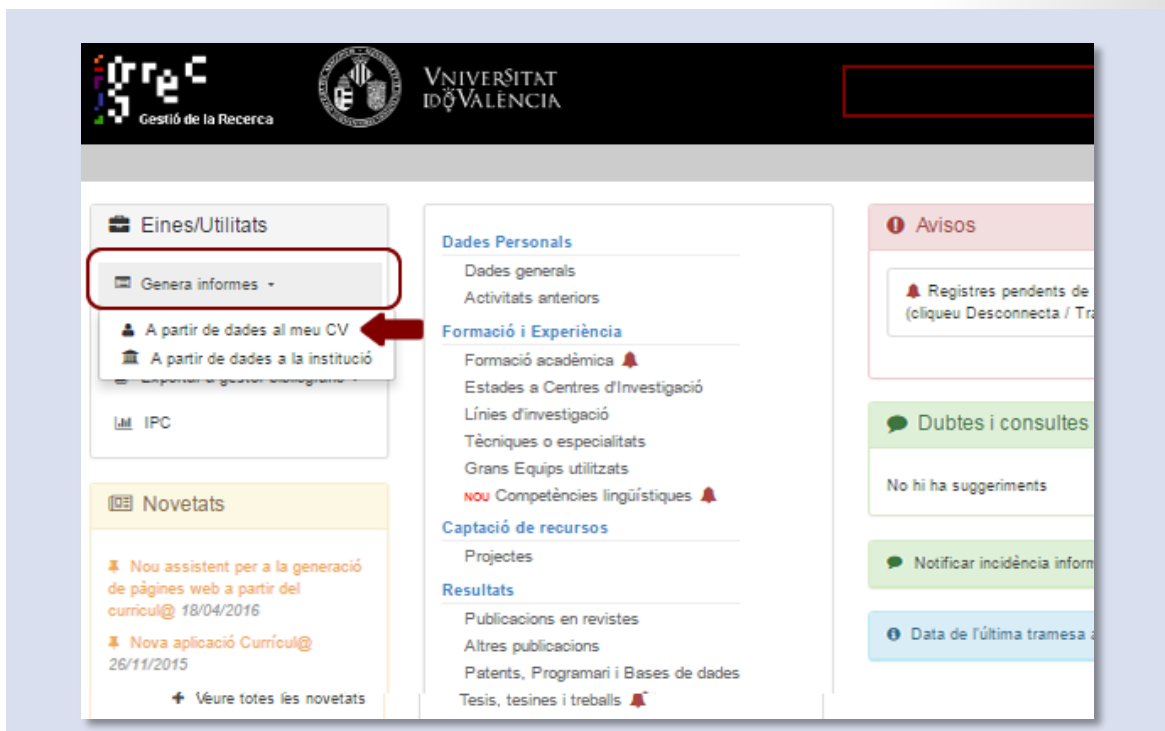 grec
Gestió de la Recerca
VNIVERSITAT
IDÖVALÈNCIA
Eines/Utilitats
Genera informes
A partir de dades al meu CV
A partir de dades a la institució
IPC
Novetats
Nou assistent per a la generació
de pàgines web a partir del
curricul@ 18/04/2016
Nova aplicació Currícul@
26/11/2015
Veure totes les novetats
Dades Personals
Dades generals
Activitats anteriors
Formació i Experiència
Formació acadèmica
Estades a Centres d'Investigació
Línies d'investigació
Tècniques o especialitats
Grans Equips utilitzats
NOU Competències lingüístiques
Captació de recursos
Projectes
Resultats
Publicacions en revistes
Altres publicacions
Patents, Programari i Bases de dades
Tesis, tesines i treballs
Avisos
Registres pendents de
(cliqueu Desconnecta / Tra
Dubtes i consultes
No hi ha suggeriments
Notificar incidència inform
Data de l'última tramesa a